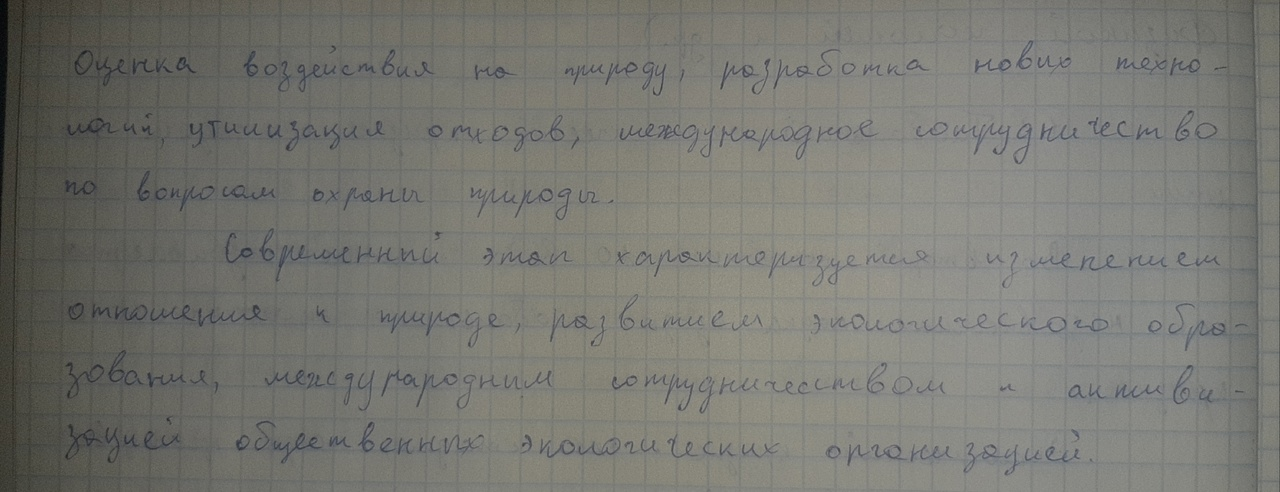 Оценка воздействия на природу, разработка новых техно-
логий, утилизация отходов, международное сотрудничество
по вопросам охраны природы.
Современный этап характеризуется изменением
отношения к природе, развитием экологического обра-
зования, международным сотрудничеством и активи-
зацией общественных экологических организацией.